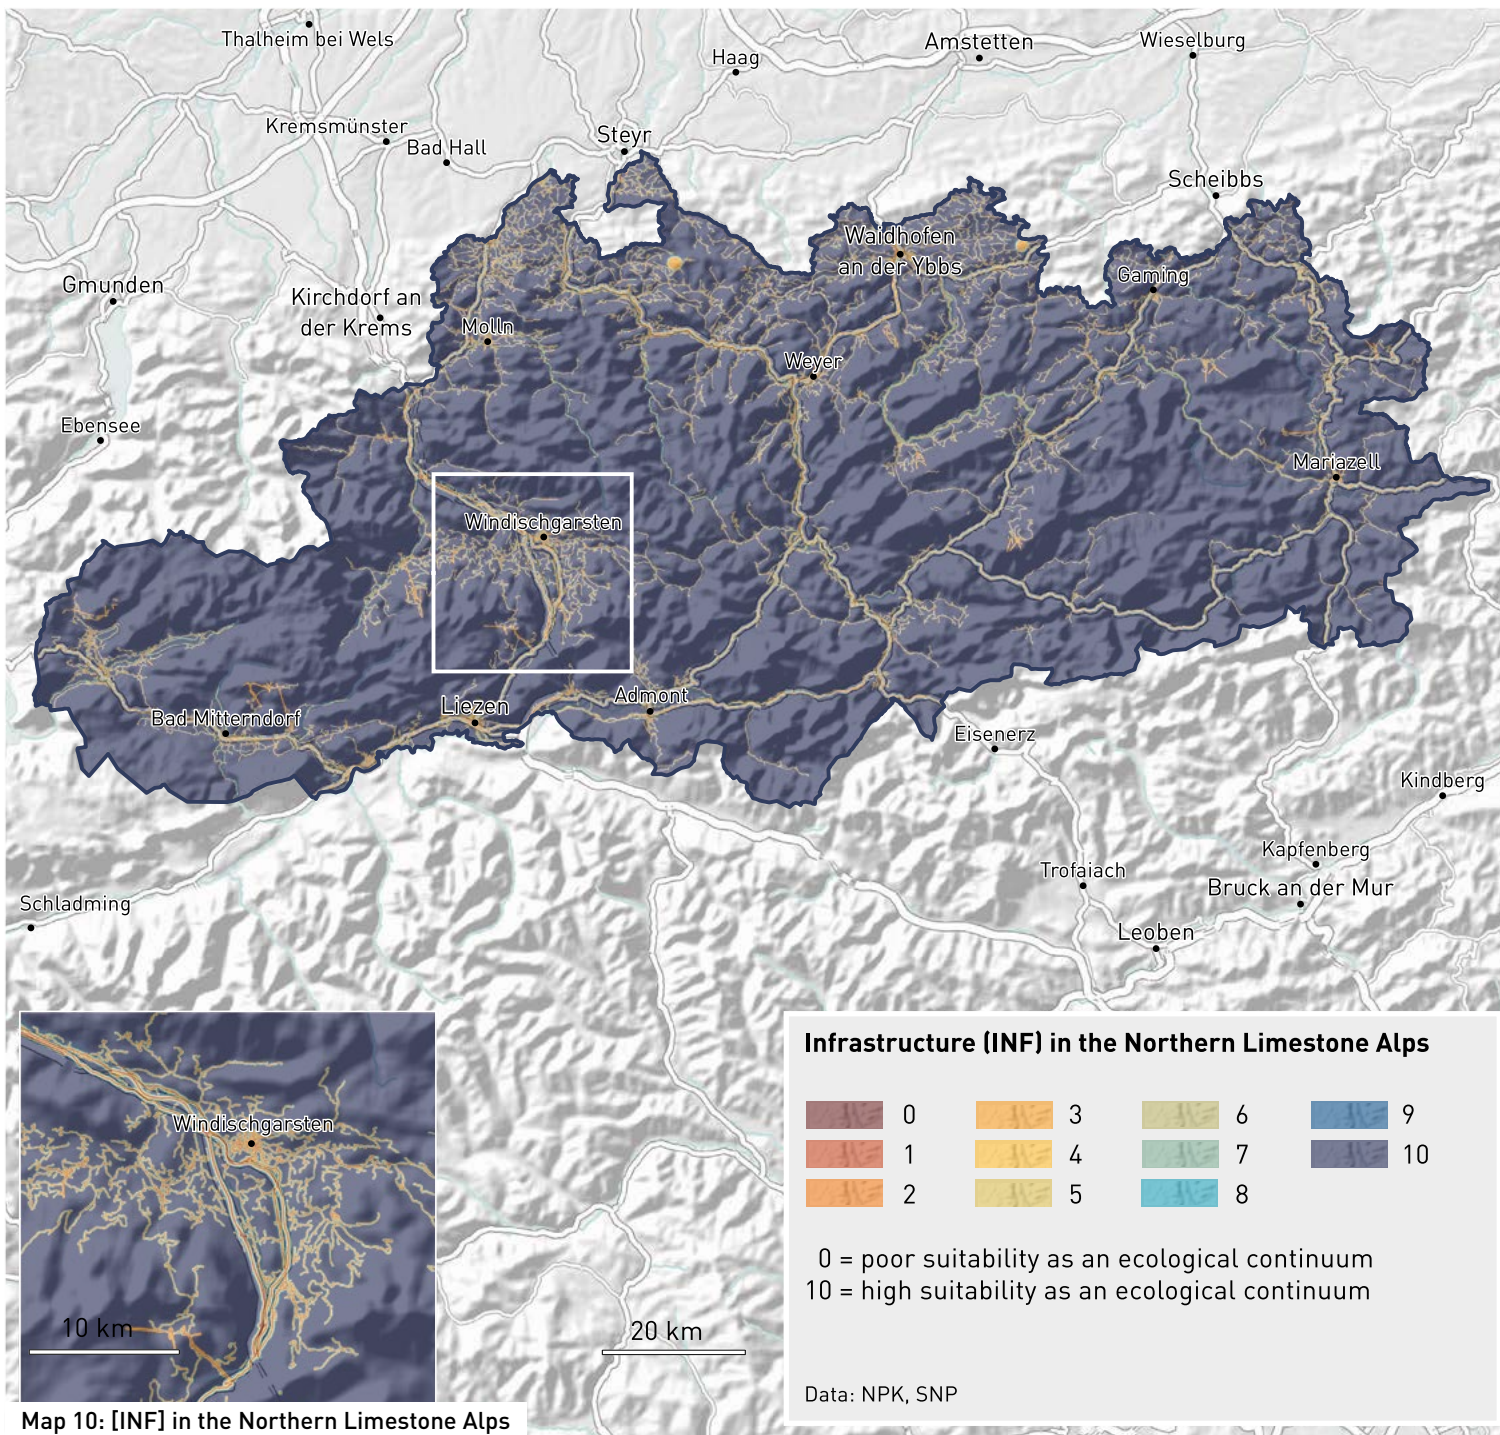 Thalheim bei Wels
Haag
Amstetten
Wieselburg
Kremsmünster
Bad Hall
Steyr
Scheibbs
Waidhofen
an der Ybbs
Gaming
Gmunden
Kirchdorf an
der Krems
Molln
Weyer
Ebensee
Mariazell
Windischgarsten
Bad Mitterndorf
Liezen
Admont
Eisenerz
Kindberg
Kapfenberg
Trofaiach
Bruck an der Mur
Schladming
Leoben
Windischgarsten
10 km
20 km
Map 10: [INF] in the Northern Limestone Alps
Infrastructure (INF) in the Northern Limestone Alps
0 3 6 9
1 4 7 10
2 5 8
0 = poor suitability as an ecological continuum
10 = high suitability as an ecological continuum
Data: NPK, SNP